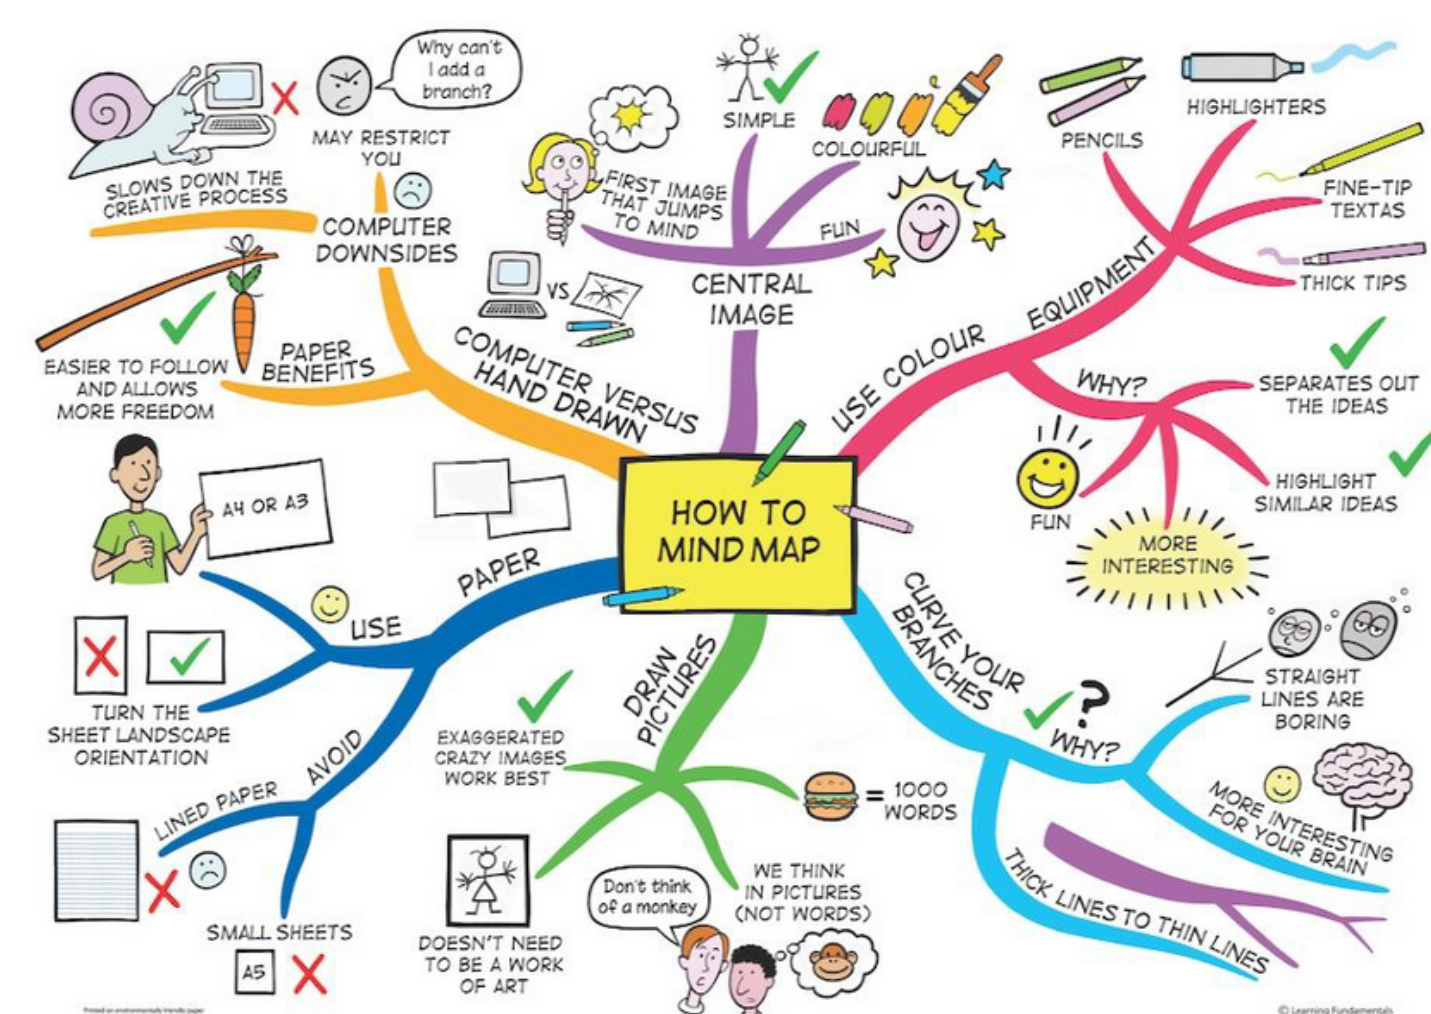 HOW TO
MIND MAP
CENTRAL
IMAGE
FIRST IMAGE
THAT JUMPS
TO MIND
SIMPLE
COLOURFUL
FUN
USE COLOUR
EQUIPMENT
PENCILS
HIGHLIGHTERS
FINE-TIP
TEXTAS
THICK TIPS
WHY?
SEPARATES OUT
THE IDEAS
HIGHLIGHT
SIMILAR IDEAS
MORE
INTERESTING
FUN
CURVE YOUR
BRANCHES
?
WHY?
STRAIGHT
LINES ARE
BORING
MORE INTERESTING
FOR YOUR BRAIN
THICK LINES TO THIN LINES
DRAW
PICTURES
= 1000
WORDS
WE THINK
IN PICTURES
(NOT WORDS)
Don't think
of a monkey
DOESN'T NEED
TO BE A WORK
OF ART
EXAGGERATED
CRAZY IMAGES
WORK BEST
PAPER
USE
A4 OR A3
TURN THE
SHEET LANDSCAPE
ORIENTATION
AVOID
LINED PAPER
SMALL SHEETS
A5
COMPUTER VERSUS
HAND DRAWN
VS
PAPER
BENEFITS
EASIER TO FOLLOW
AND ALLOWS
MORE FREEDOM
COMPUTER
DOWNSIDES
SLOWS DOWN THE
CREATIVE PROCESS
MAY RESTRICT
YOU
Why can't
I add a
branch?
Printed on environmentally friendly paper
© Learning Fundamentals